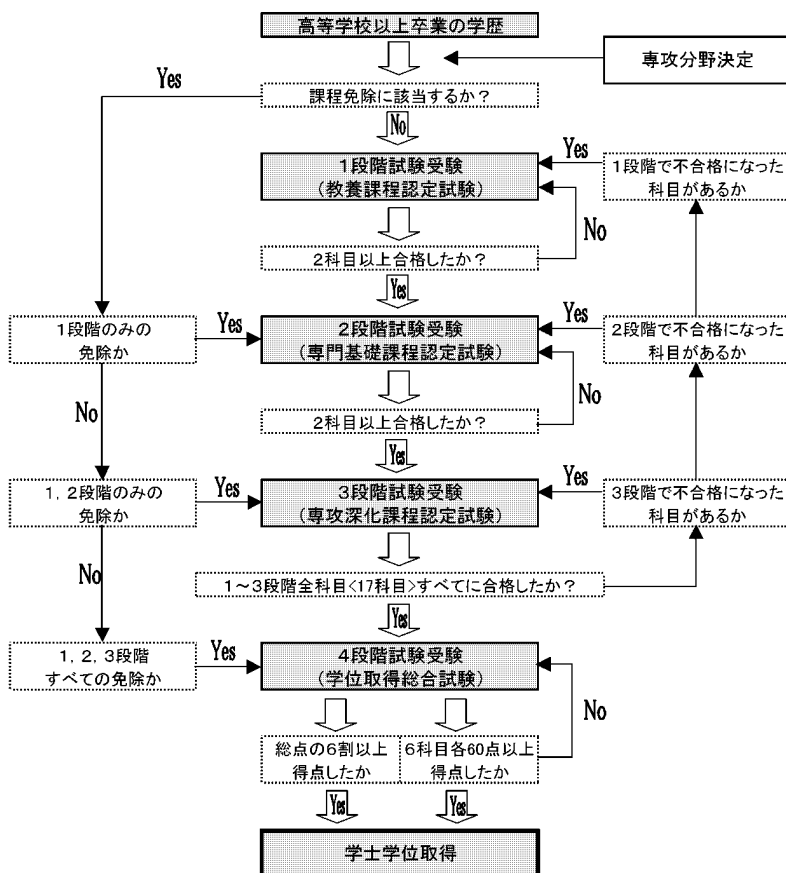 高等学校以上卒業の学歴
専攻分野決定
Yes
課程免除に該当するか？
No
1段階試験受験
(教養課程認定試験)
Yes
1段階で不合格になった
科目があるか
No
2科目以上合格したか？
Yes
1段階のみの
免除か
Yes
2段階試験受験
(専門基礎課程認定試験)
Yes
2段階で不合格になった
科目があるか
No
No
2科目以上合格したか？
Yes
1, 2段階のみの
免除か
Yes
3段階試験受験
(専攻深化課程認定試験)
Yes
3段階で不合格になった
科目があるか
No
1～3段階全科目<17科目>すべてに合格したか？
Yes
1, 2, 3段階
すべての免除か
Yes
4段階試験受験
(学位取得総合試験)
No
総点の6割以上
得点したか
6科目各60点以上
得点したか
Yes
Yes
学士学位取得